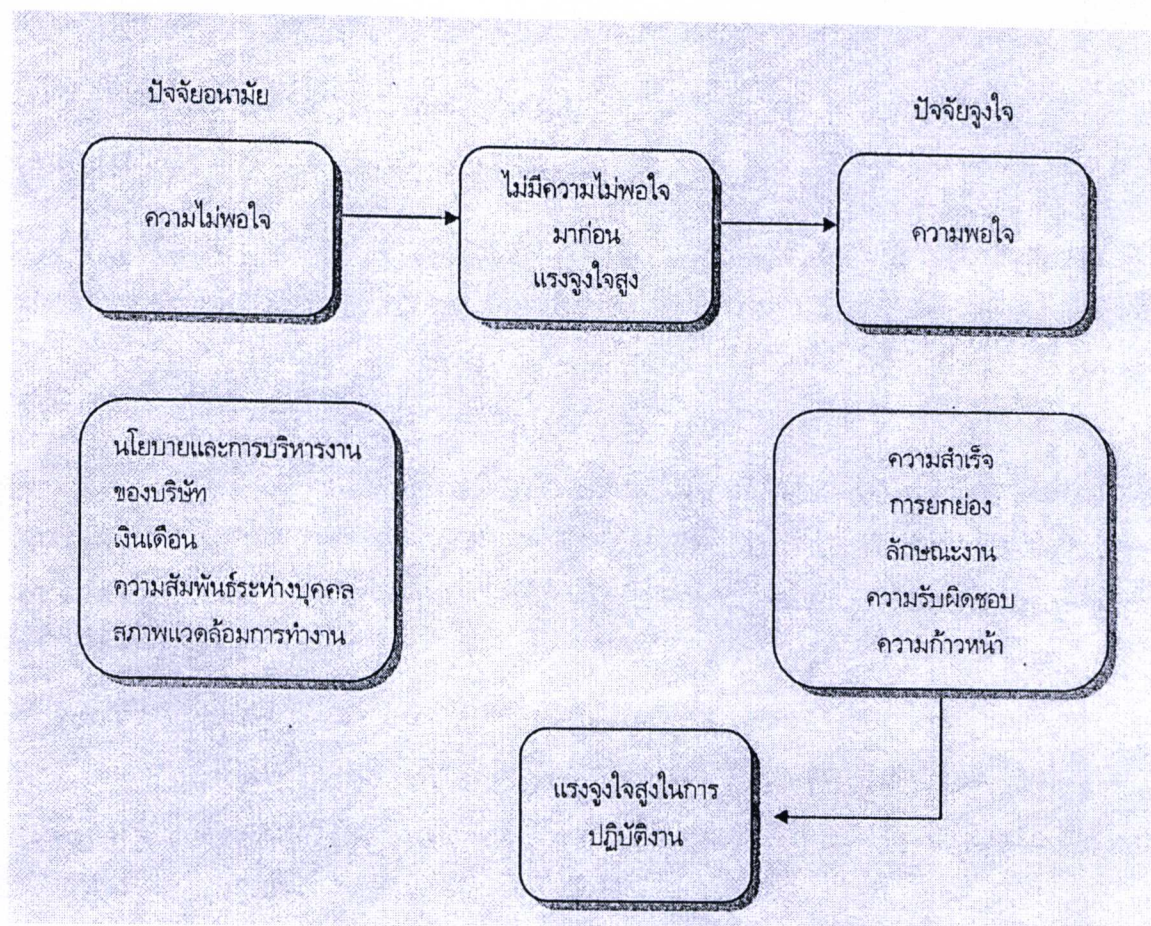 ปัจจัยอนามัย
ปัจจัยจูงใจ
ความไม่พอใจ
ไม่มีความไม่พอใจ
มาก่อน
แรงจูงใจสูง
ความพอใจ
นโยบายและการบริหารงาน
ของบริษัท
เงินเดือน
ความสัมพันธ์ระห่างบุคคล
สภาพแวดล้อมการทำงาน
ความสำเร็จ
การยกย่อง
ลักษณะงาน
ความรับผิดชอบ
ความก้าวหน้า
แรงจูงใจสูงในการ
ปฏิบัติงาน